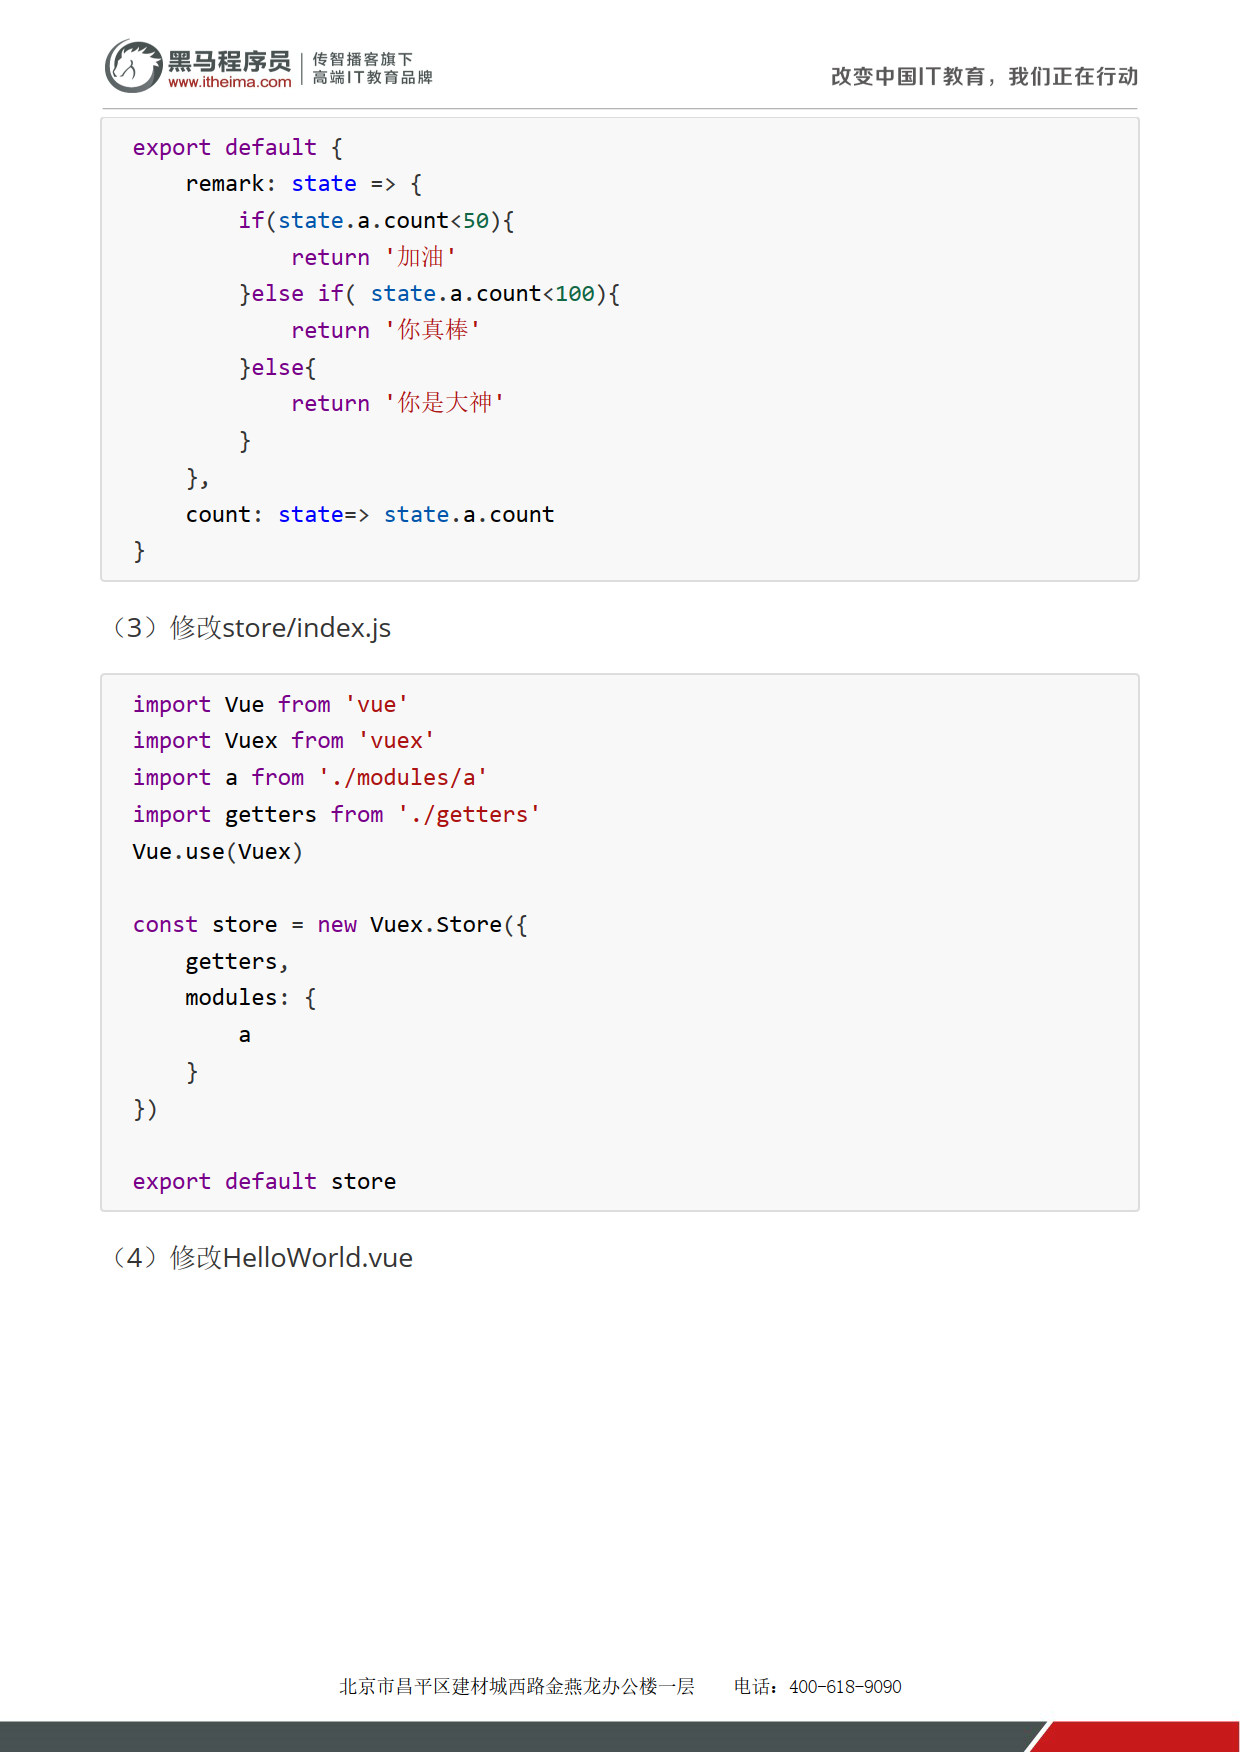 黑马程序员
www.itheima.com
传智播客旗下
高端IT教育品牌
改变中国IT教育，我们正在行动
export default {
    remark: state => {
        if(state.a.count<50){
            return '加油'
        }else if( state.a.count<100){
            return '你真棒'
        }else{
            return '你是大神'
        }
    },
    count: state=> state.a.count
}
（3）修改store/index.js
import Vue from 'vue'
import Vuex from 'vuex'
import a from './modules/a'
import getters from './getters'
Vue.use(Vuex)

const store = new Vuex.Store({
    getters,
    modules: {
        a
    }
})

export default store
（4）修改HelloWorld.vue
北京市昌平区建材城西路金燕龙办公楼一层  电话：400-618-9090